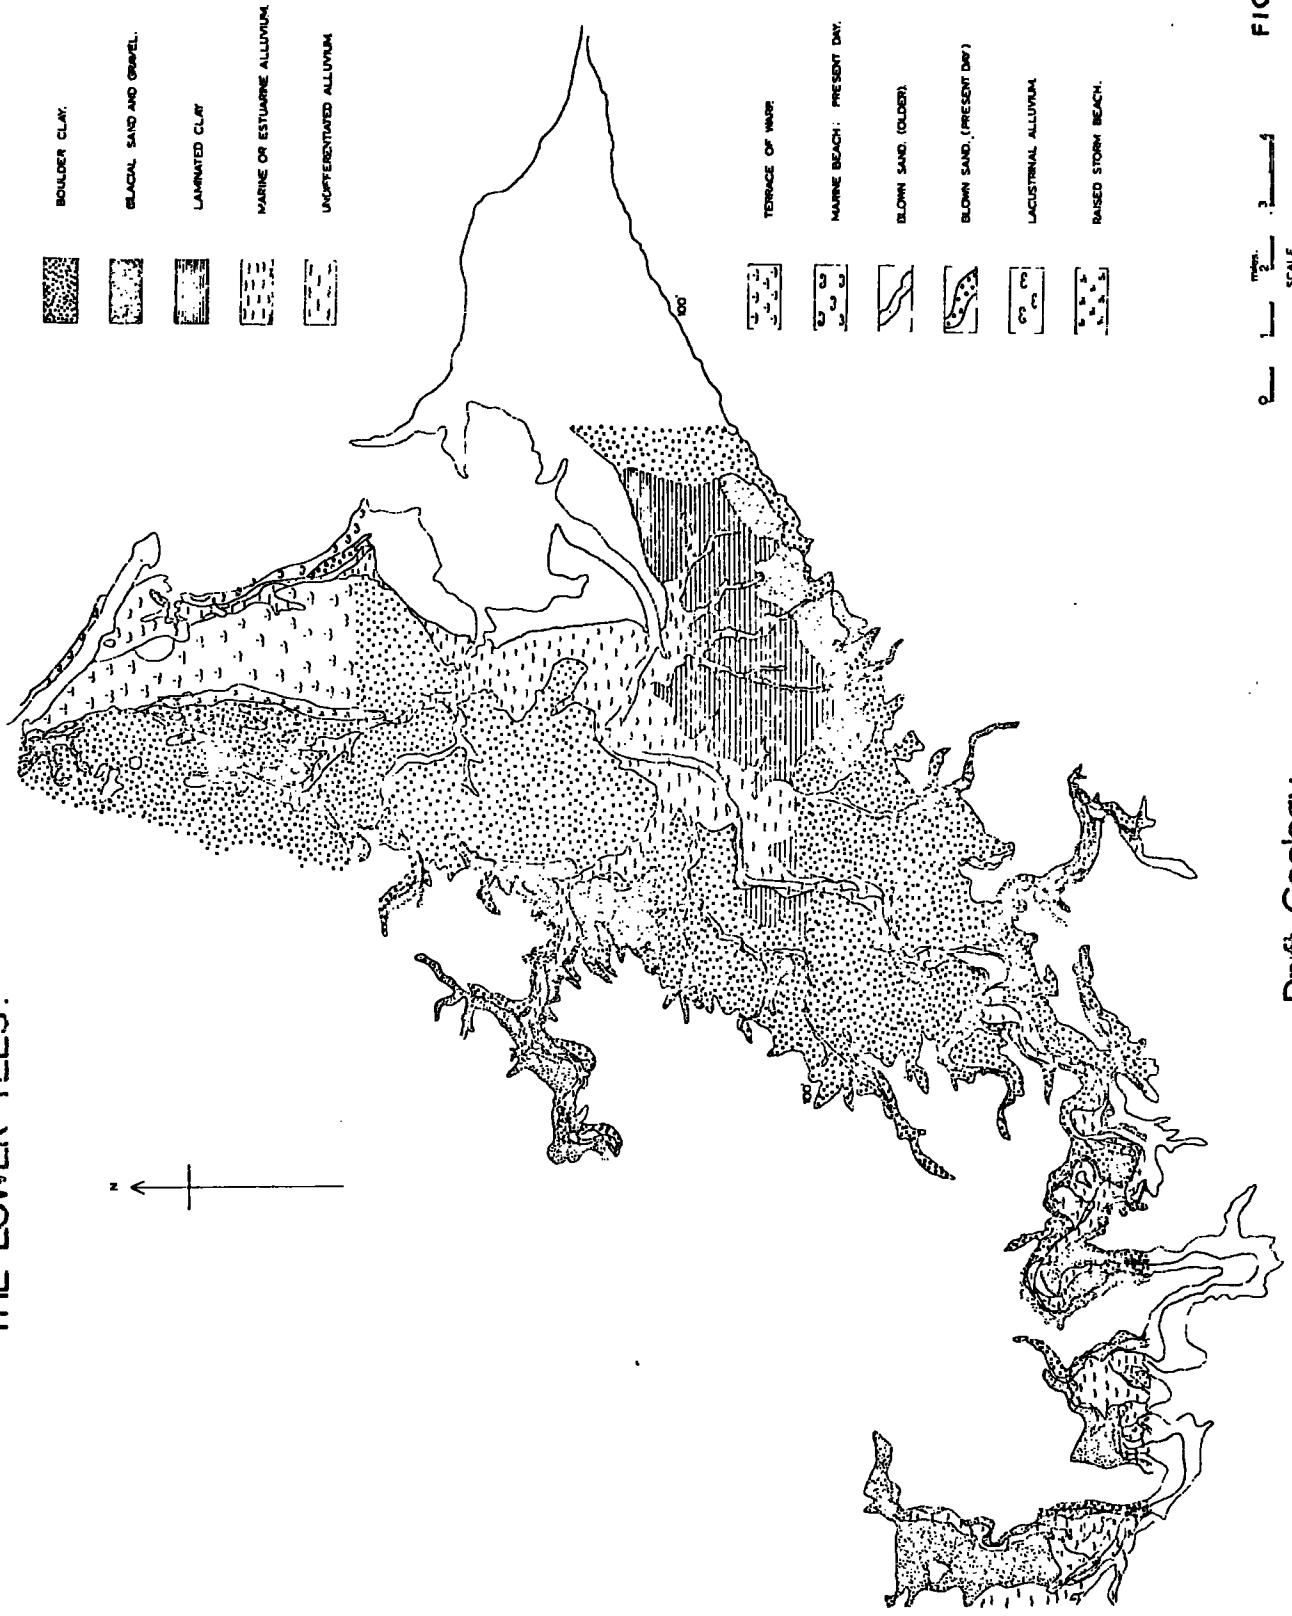 THE LOWER TEES.
N
BOULDER CLAY.
GLACIAL SAND AND GRAVEL.
LAMINATED CLAY
MARINE OR ESTUARINE ALLUVIUM.
UNDIFFERENTIATED ALLUVIUM
TERRACE OF WARP.
MARINE BEACH; PRESENT DAY.
BLOWN SAND. (OLDER).
BLOWN SAND. (PRESENT DAY)
LACUSTRINAL ALLUVIUM.
RAISED STORM BEACH.
100'
100'
0 1 2 3 4
miles.
SCALE
Drift Geology
FIG